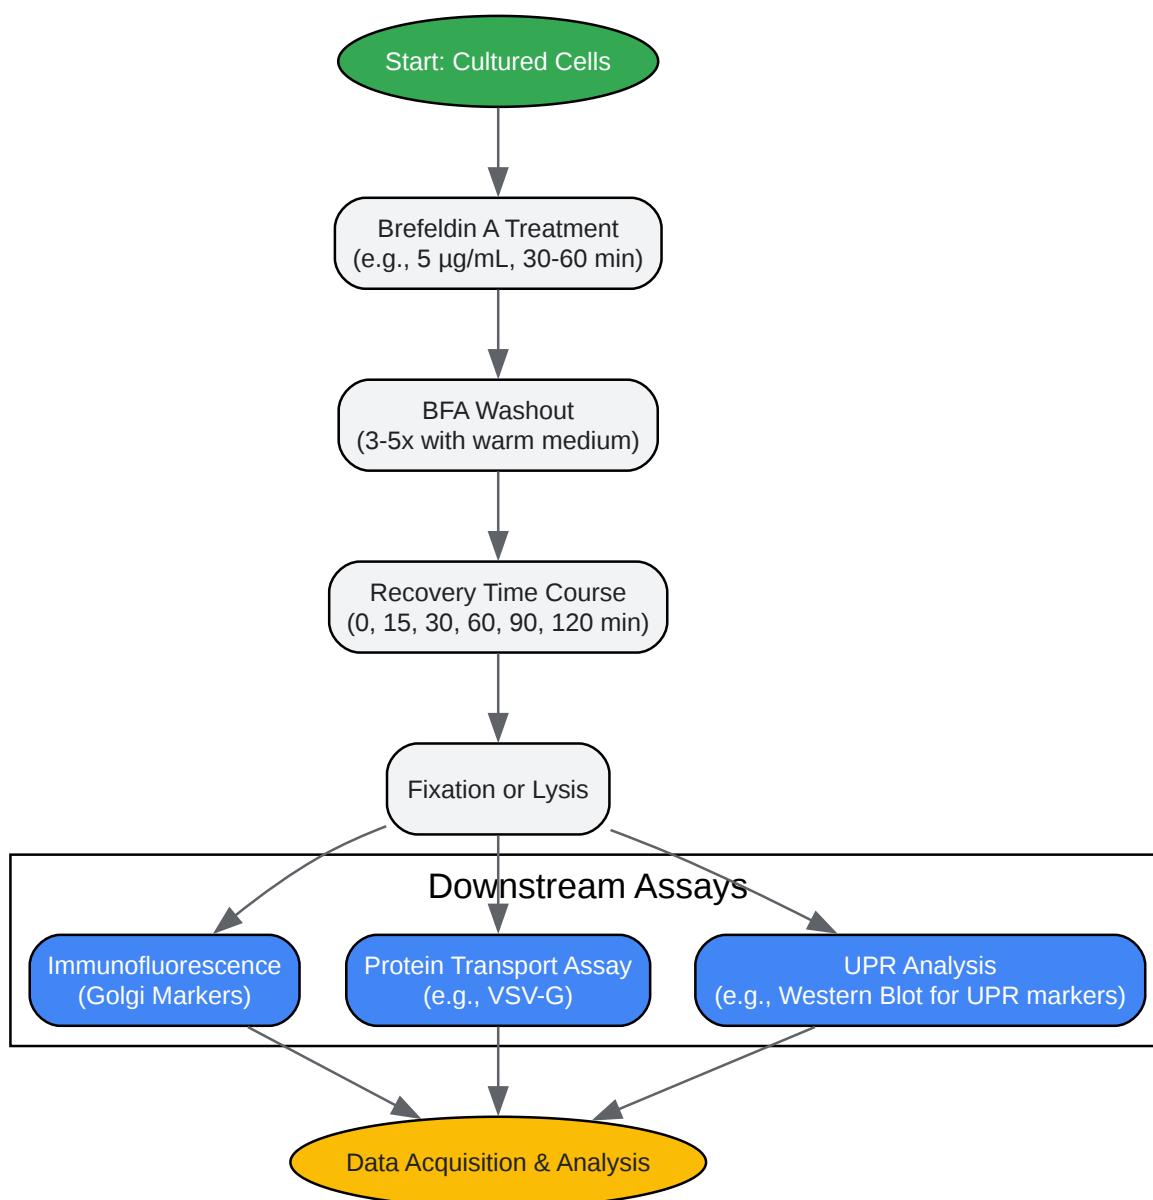 Start: Cultured Cells
Brefeldin A Treatment
(e.g., 5 µg/mL, 30-60 min)
BFA Washout
(3-5x with warm medium)
Recovery Time Course
(0, 15, 30, 60, 90, 120 min)
Fixation or Lysis
Downstream Assays
Immunofluorescence
(Golgi Markers)
Protein Transport Assay
(e.g., VSV-G)
UPR Analysis
(e.g., Western Blot for UPR markers)
Data Acquisition & Analysis